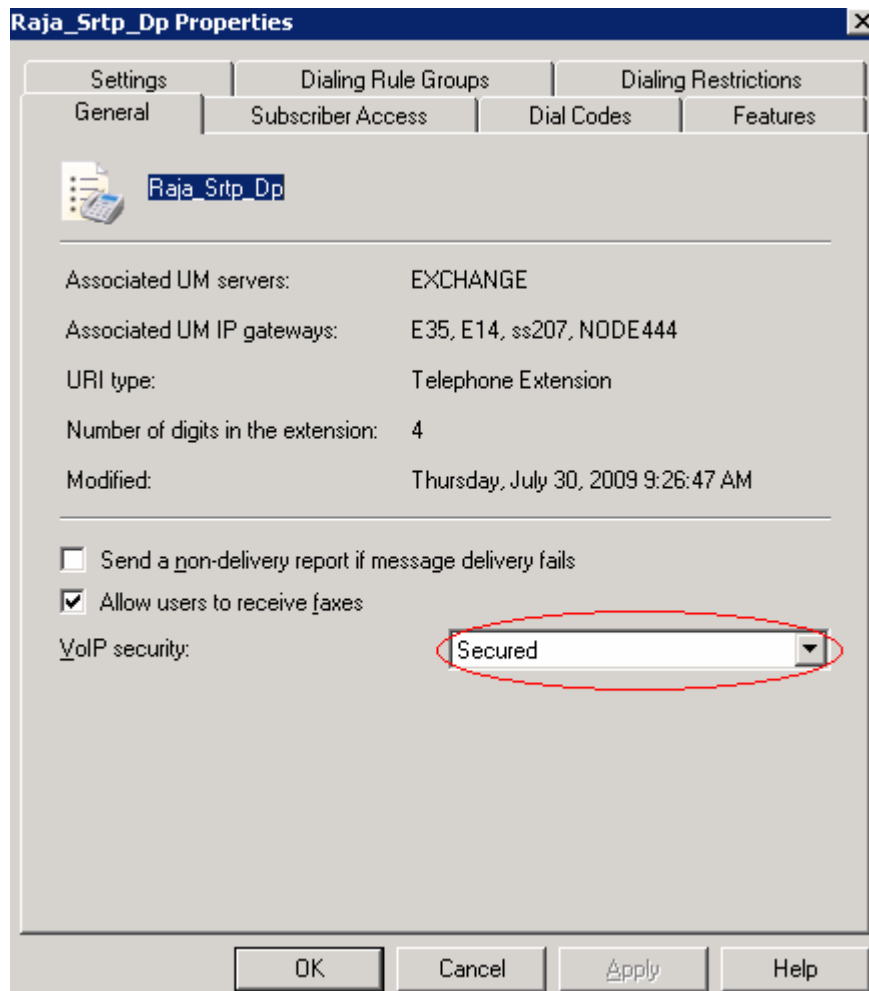 Raja_Srtp_Dp Properties
Settings Dialing Rule Groups Dialing Restrictions
General Subscriber Access Dial Codes Features
Raja_Srtp_Dp
Associated UM servers: EXCHANGE
Associated UM IP gateways: E35, E14, ss207, NODE444
URI type: Telephone Extension
Number of digits in the extension: 4
Modified: Thursday, July 30, 2009 9:26:47 AM
Send a non-delivery report if message delivery fails
Allow users to receive faxes
VoIP security: Secured
OK Cancel Apply Help